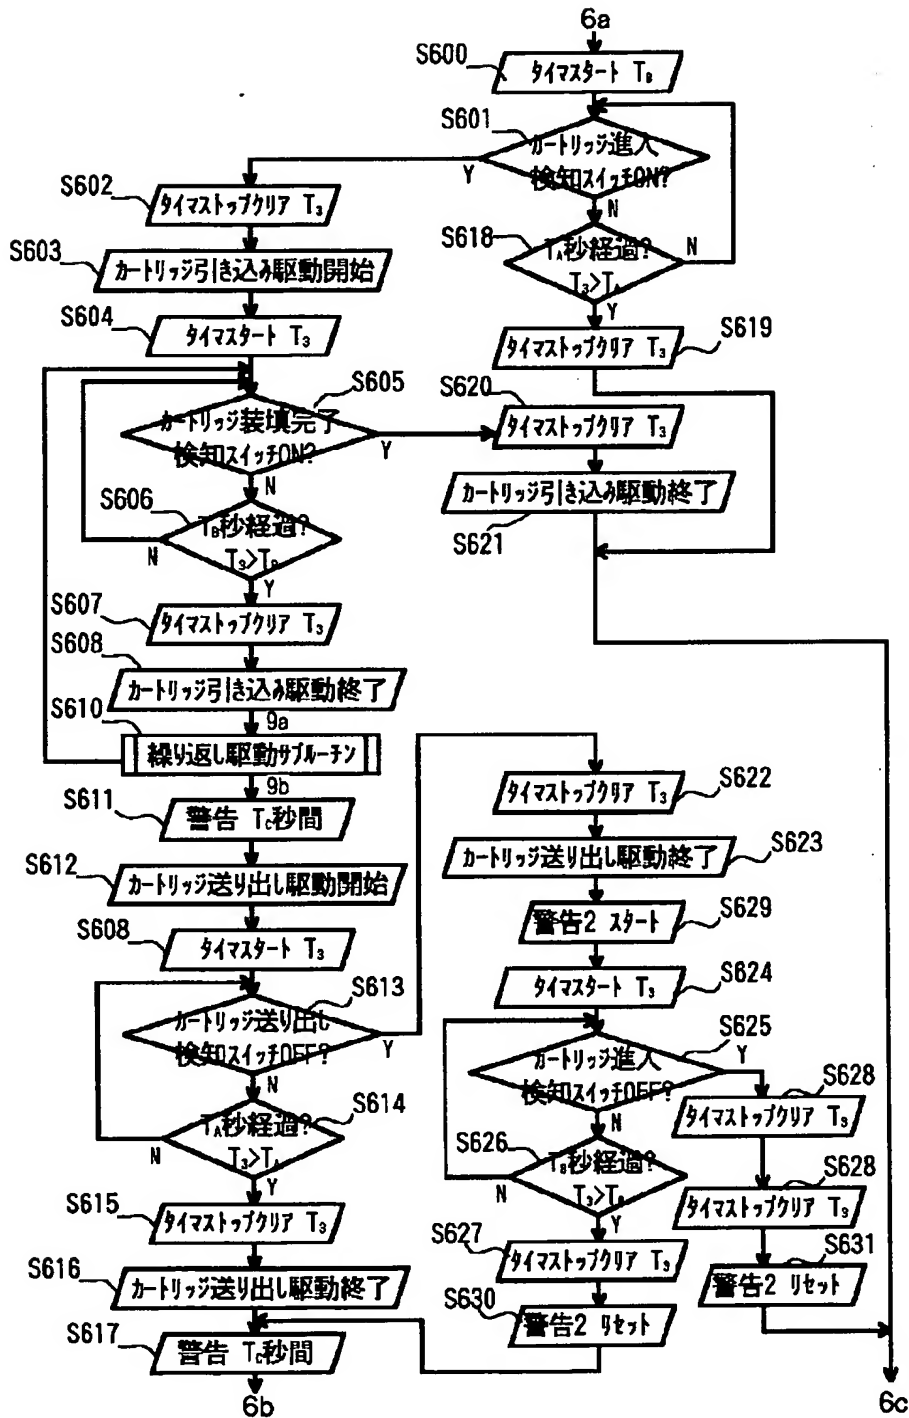 6a
S600
タイマスタート TB
S601
カートリッジ進入
検知スイッチON?
Y
N
S618
TA秒経過?
T3>TA
N
Y
S619
タイマストップクリア T3
S602
タイマストップクリア T3
S603
カートリッジ引き込み駆動開始
S604
タイマスタート T3
S605
カートリッジ装填完了
検知スイッチON?
Y
N
S606
TB秒経過?
T3>TB
N
Y
S607
タイマストップクリア T3
S608
カートリッジ引き込み駆動終了
S610
9a
繰り返し駆動サブルーチン
9b
S611
警告 TC秒間
S612
カートリッジ送り出し駆動開始
S608
タイマスタート T3
S613
カートリッジ送り出し
検知スイッチOFF?
Y
N
S614
TA秒経過?
T3>TA
N
Y
S615
タイマストップクリア T3
S616
カートリッジ送り出し駆動終了
S617
警告 TC秒間
6b
S620
タイマストップクリア T3
カートリッジ引き込み駆動終了
S621
S622
タイマストップクリア T3
S623
カートリッジ送り出し駆動終了
S629
警告2 スタート
S624
タイマスタート T3
S625
カートリッジ進入
検知スイッチOFF?
Y
N
S626
TB秒経過?
T3>TB
N
Y
S627
タイマストップクリア T3
S630
警告2 リセット
S628
タイマストップクリア T3
S628
タイマストップクリア T3
S631
警告2 リセット
6c